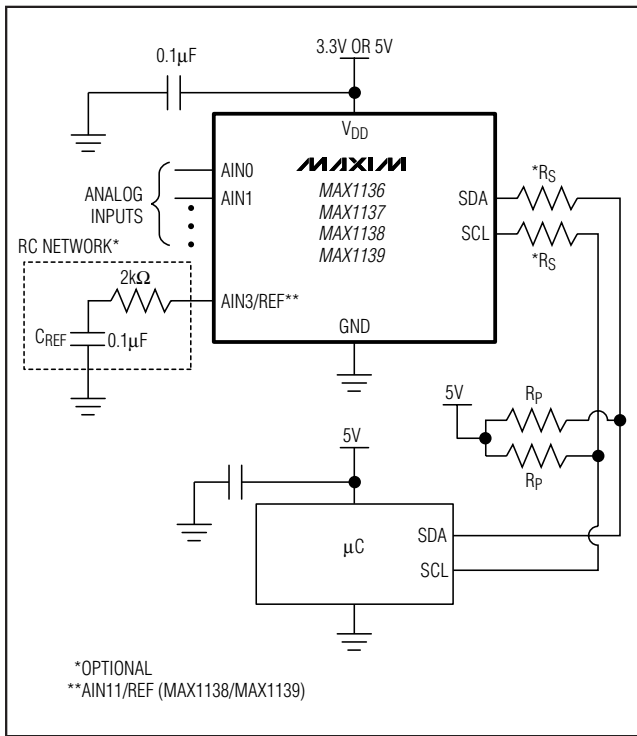 3.3V OR 5V
0.1µF
VDD
MAXIM
MAX1136
MAX1137
MAX1138
MAX1139
AIN0
AIN1
ANALOG
INPUTS
SDA
SCL
*RS
*RS
RC NETWORK*
2kΩ
AIN3/REF**
CREF
0.1µF
GND
5V
RP
RP
5V
µC
SDA
SCL
*OPTIONAL
**AIN11/REF (MAX1138/MAX1139)